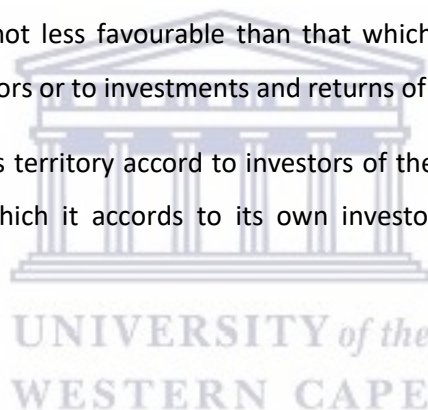 not less favourable than that which
ors or to investments and returns of
s territory accord to investors of the
which it accords to its own investo
UNIVERSITY of the
WESTERN CAPE